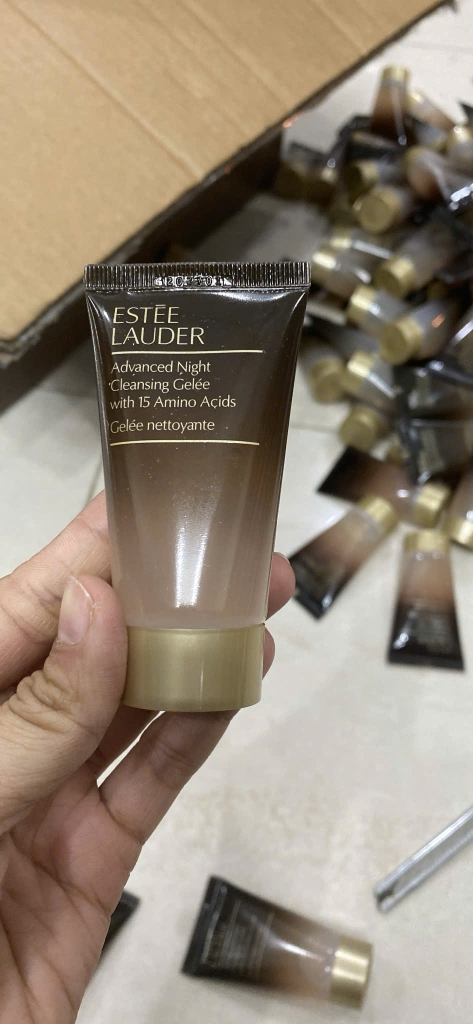 ESTĒE
LAUDER
Advanced Night
Cleansing Gelée
with 15 Amino Acids
Gelée nettoyante